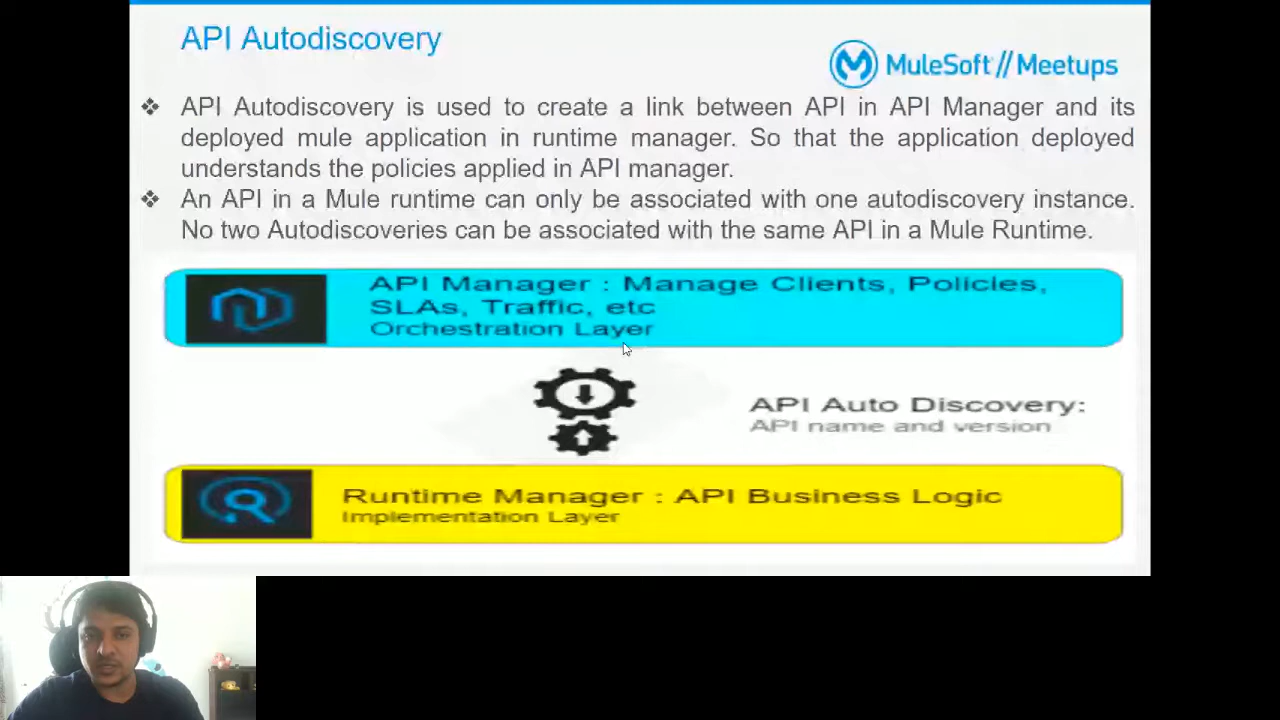 API Autodiscovery
MuleSoft // Meetups
❖ API Autodiscovery is used to create a link between API in API Manager and its
deployed mule application in runtime manager. So that the application deployed
understands the policies applied in API manager.
❖ An API in a Mule runtime can only be associated with one autodiscovery instance.
No two Autodiscoveries can be associated with the same API in a Mule Runtime.
API Manager : Manage Clients, Policies,
SLAs, Traffic, etc
Orchestration Layer
API Auto Discovery:
API name and version
Runtime Manager : API Business Logic
Implementation Layer